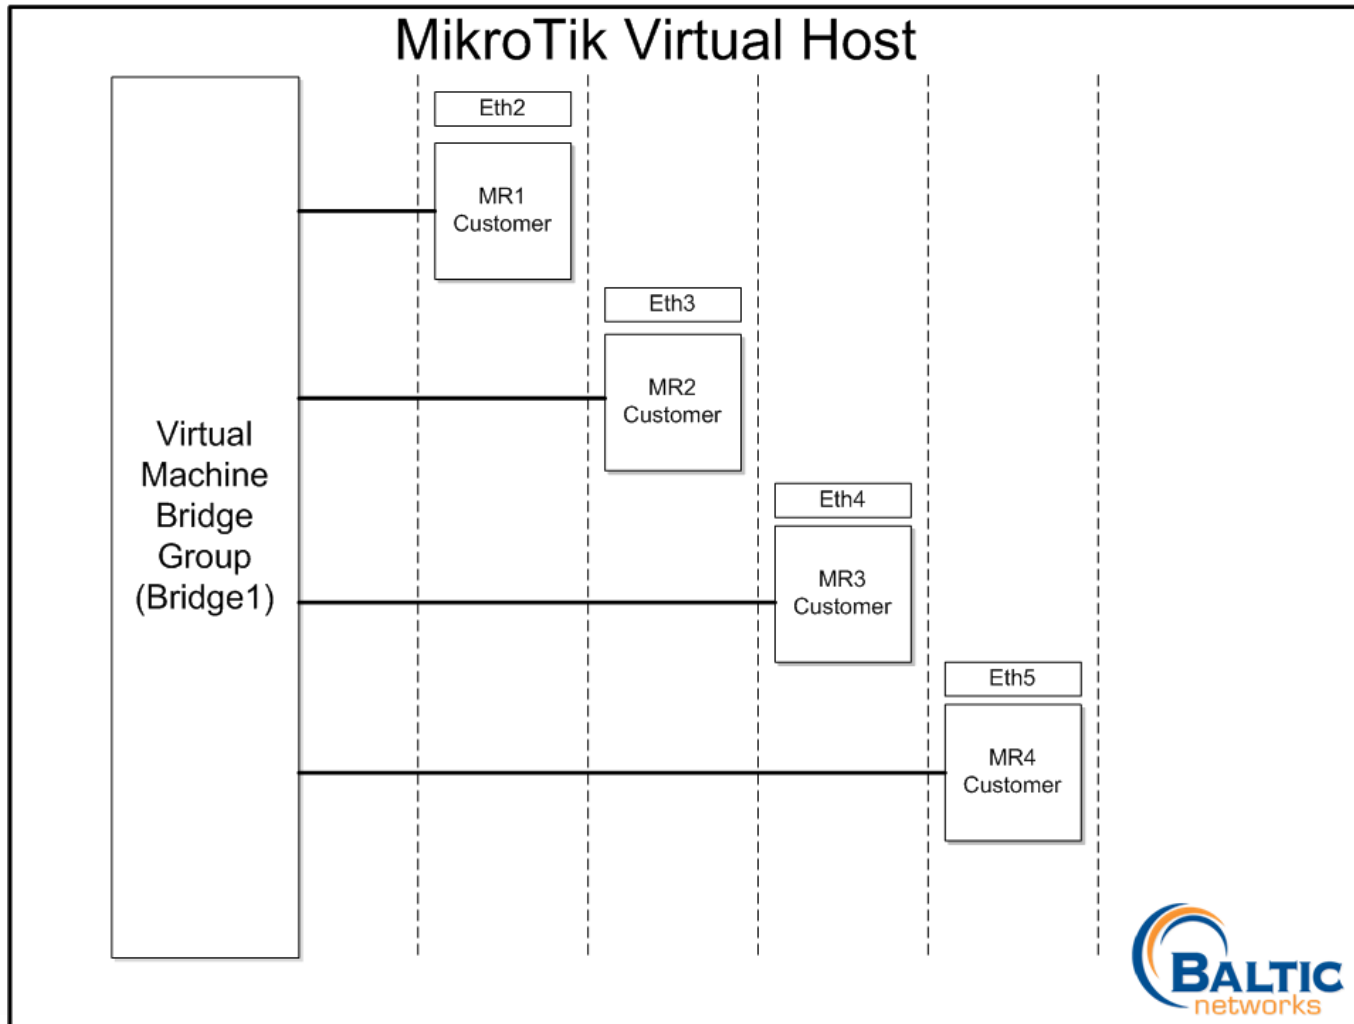 MikroTik Virtual Host
Eth2
MR1
Customer
Eth3
MR2
Customer
Virtual
Machine
Bridge
Group
(Bridge1)
Eth4
MR3
Customer
Eth5
MR4
Customer
BALTIC
networks